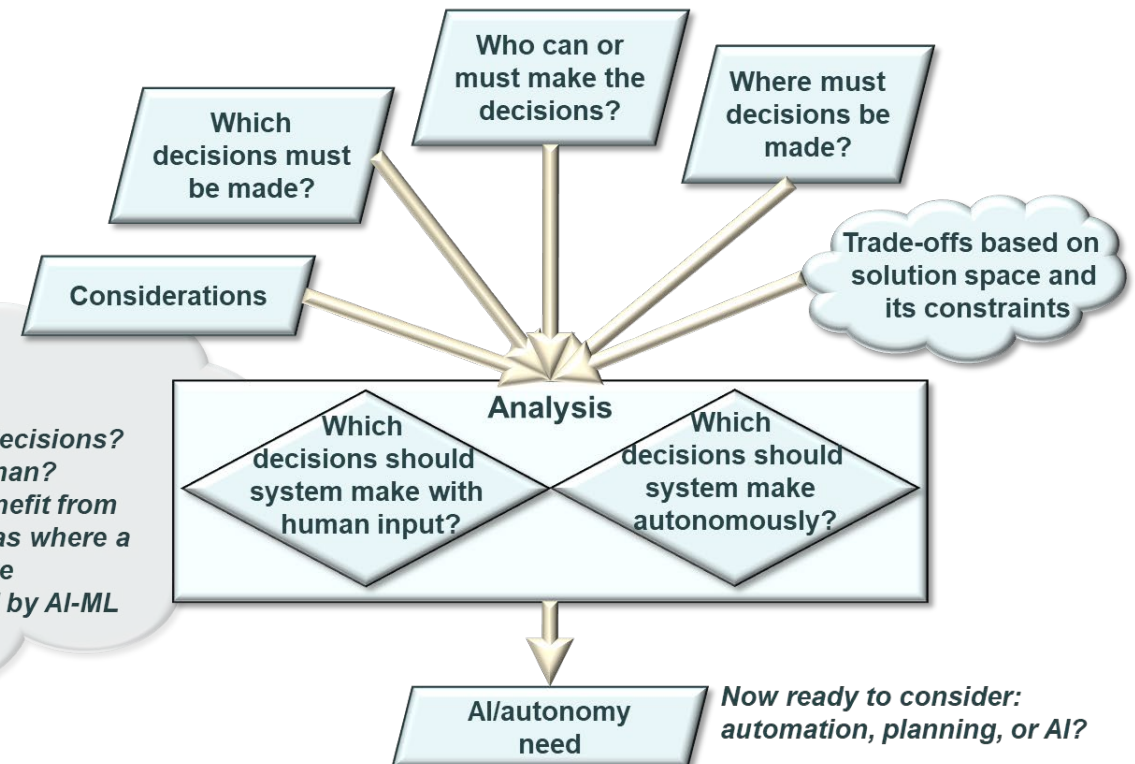 Who can or
must make the
decisions?
Which
decisions must
be made?
Where must
decisions be
made?
Considerations
Trade-offs based on
solution space and
its constraints
Analysis
Which
decisions should
system make with
human input?
Which
decisions should
system make
autonomously?
ecisions?
nan?
nefit from
as where a
e
by AI-ML
AI/autonomy
need
Now ready to consider:
automation, planning, or AI?